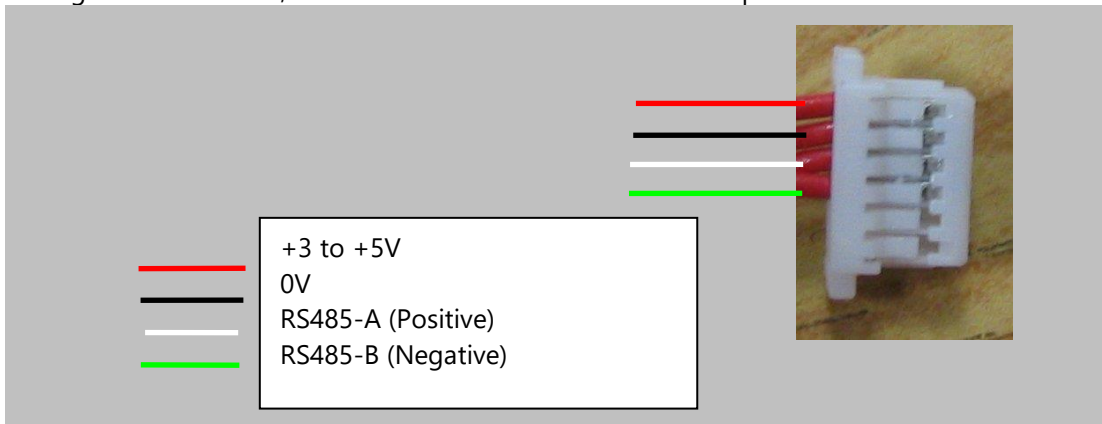 +3 to +5V
0V
RS485-A (Positive)
RS485-B (Negative)